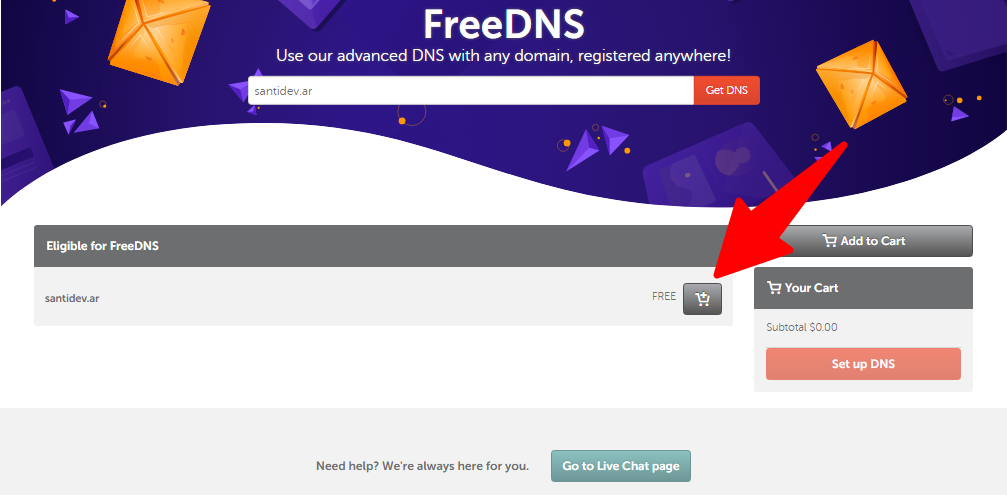 FreeDNS
Use our advanced DNS with any domain, registered anywhere!
santidev.ar
Get DNS
Eligible for FreeDNS
santidev.ar
FREE
Add to Cart
Your Cart
Subtotal $0.00
Set up DNS
Need help? We're always here for you.
Go to Live Chat page